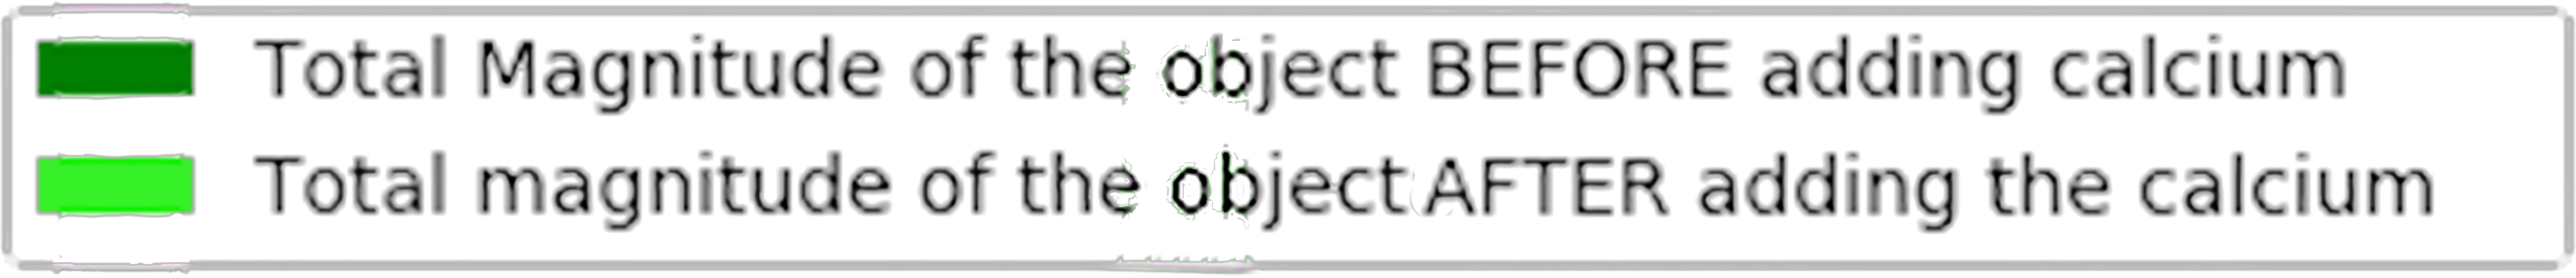 Total Magnitude of the object BEFORE adding calcium
Total magnitude of the object AFTER adding the calcium